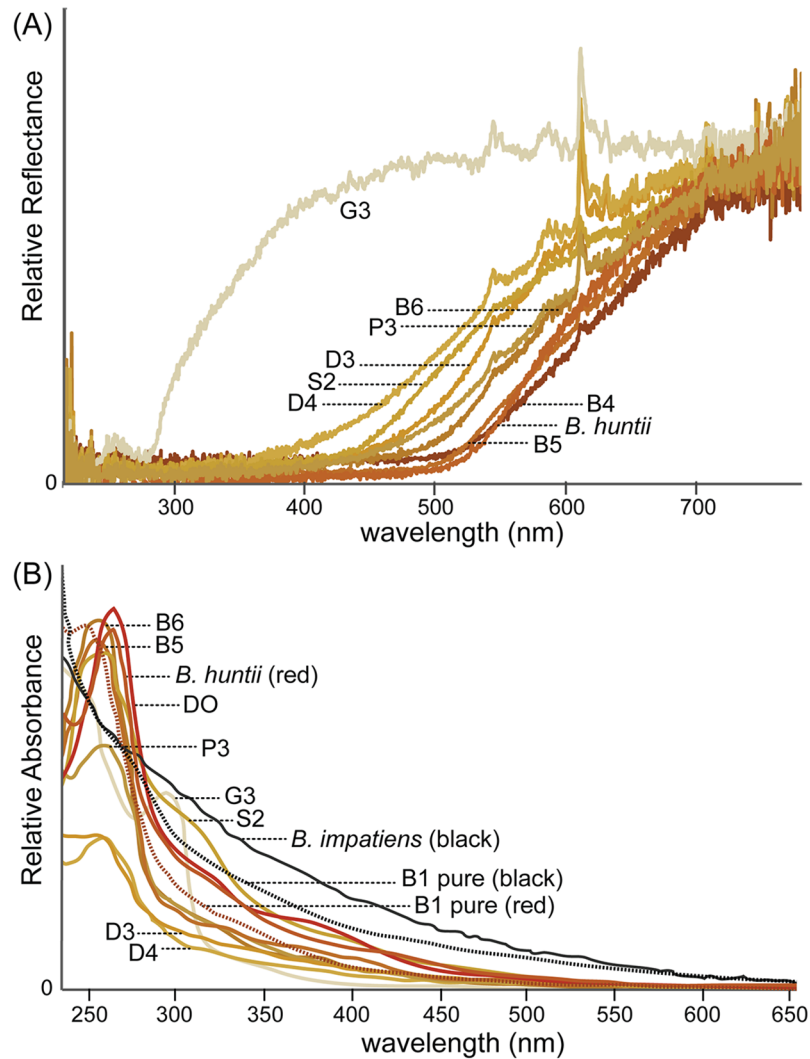 (A)
Relative Reflectance
G3
B6
P3
D3
S2
D4
B4
B. huntii
B5
0
300 400 500 600 700
wavelength (nm)
(B)
Relative Absorbance
B6
B5
B. huntii (red)
DO
P3
G3
S2
B. impatiens (black)
B1 pure (black)
B1 pure (red)
D3
D4
0
250 300 350 400 450 500 550 600 650
wavelength (nm)